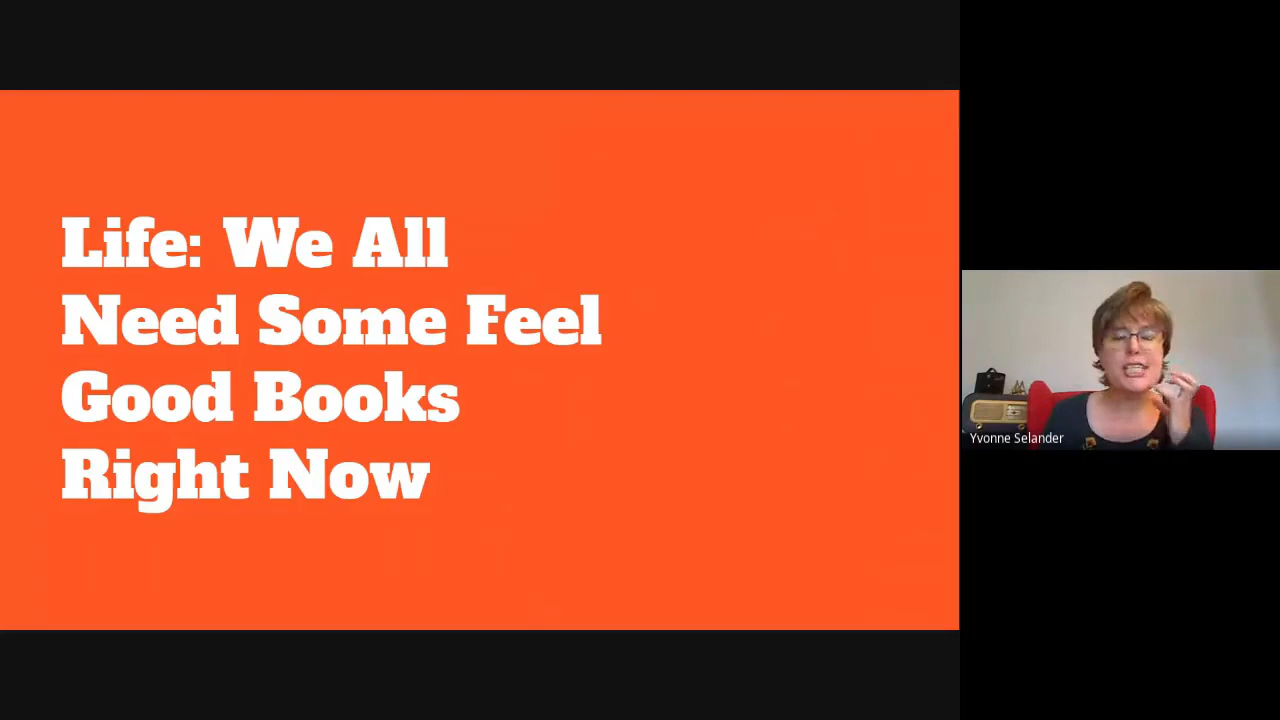 Life: We All
Need Some Feel
Good Books
Right Now
Yvonne Selander